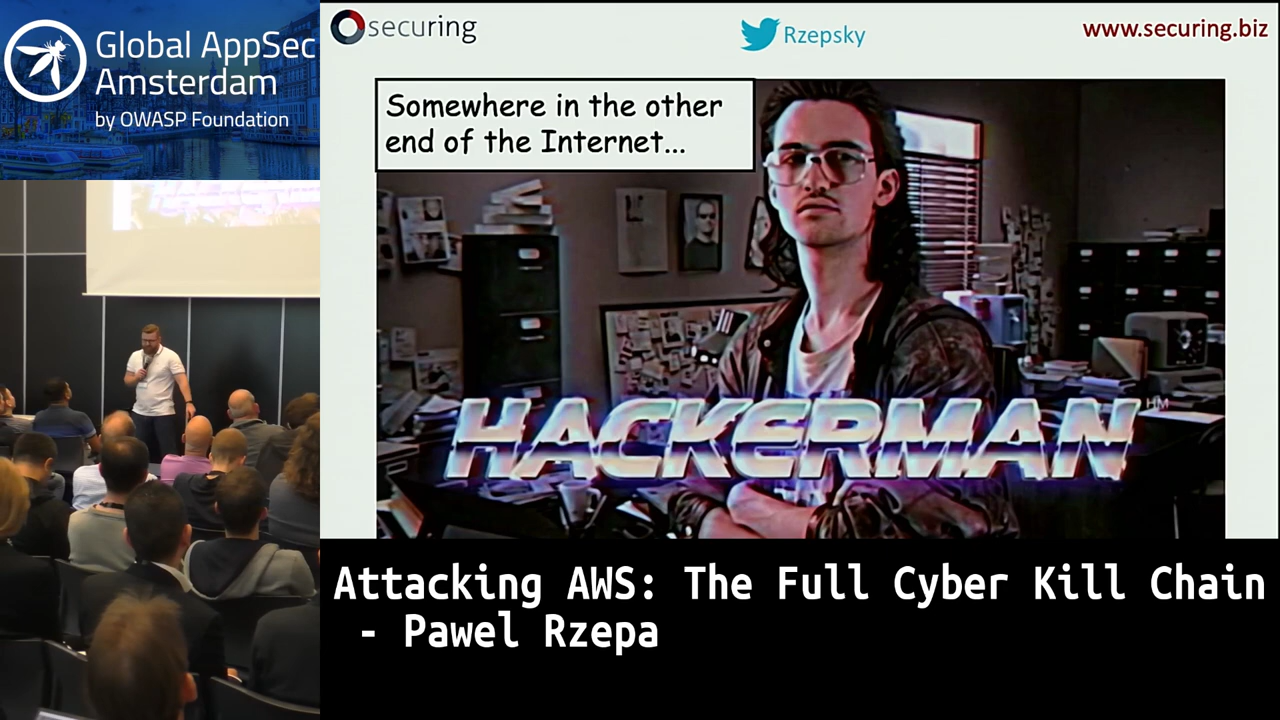 Global AppSec
Amsterdam
by OWASP Foundation
securing
Rzepsky
www.securing.biz
Somewhere in the other
end of the Internet...
HACKERMAN HM
Attacking AWS: The Full Cyber Kill Chain
- Pawel Rzepa